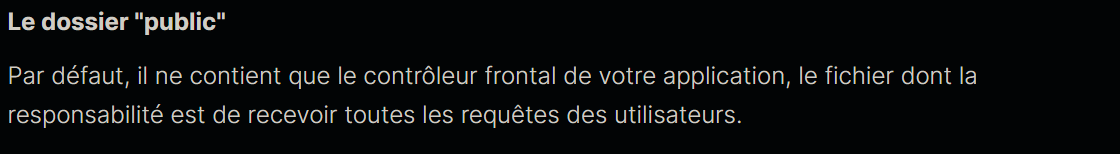 Le dossier "public"
Par défaut, il ne contient que le contrôleur frontal de votre application, le fichier dont la
responsabilité est de recevoir toutes les requêtes des utilisateurs.